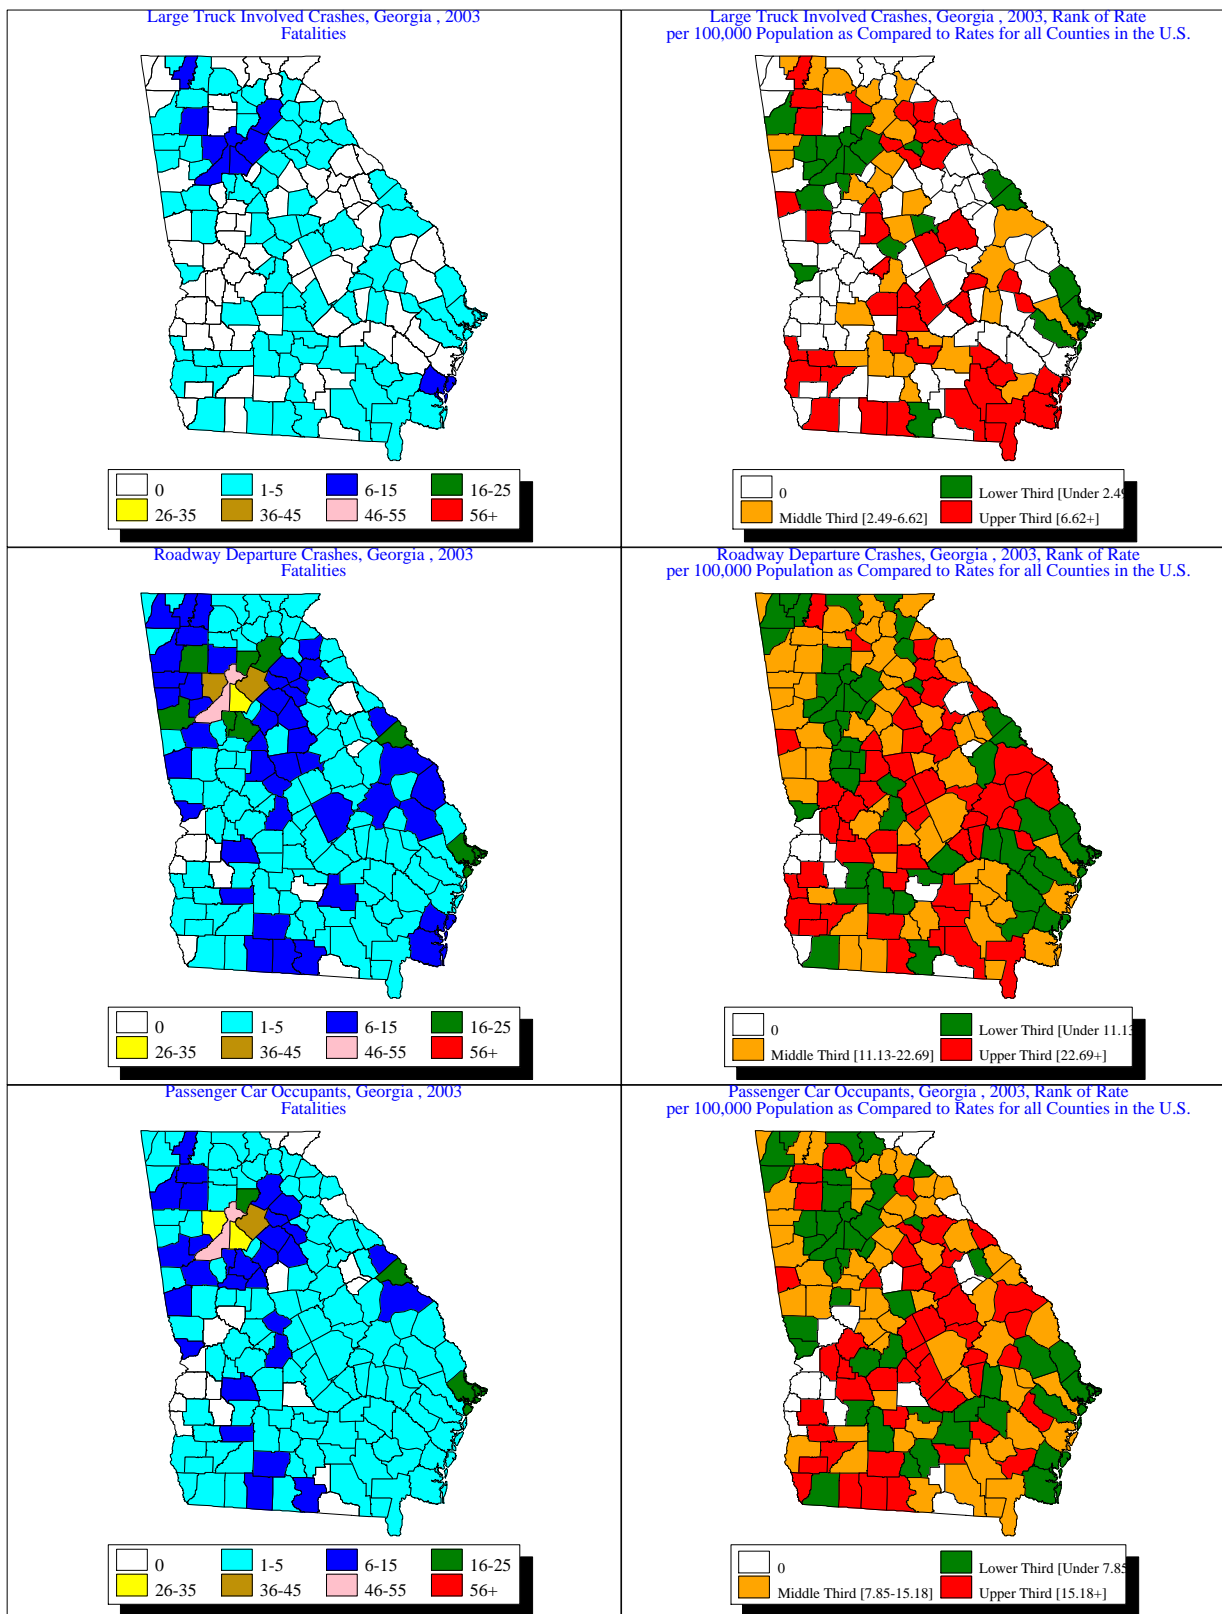 Large Truck Involved Crashes, Georgia , 2003
Fatalities
0
1-5
6-15
16-25
26-35
36-45
46-55
56+
Large Truck Involved Crashes, Georgia , 2003, Rank of Rate
per 100,000 Population as Compared to Rates for all Counties in the U.S.
0
Lower Third [Under 2.49
Middle Third [2.49-6.62]
Upper Third [6.62+]
Roadway Departure Crashes, Georgia , 2003
Fatalities
0
1-5
6-15
16-25
26-35
36-45
46-55
56+
Roadway Departure Crashes, Georgia , 2003, Rank of Rate
per 100,000 Population as Compared to Rates for all Counties in the U.S.
0
Lower Third [Under 11.13
Middle Third [11.13-22.69]
Upper Third [22.69+]
Passenger Car Occupants, Georgia , 2003
Fatalities
0
1-5
6-15
16-25
26-35
36-45
46-55
56+
Passenger Car Occupants, Georgia , 2003, Rank of Rate
per 100,000 Population as Compared to Rates for all Counties in the U.S.
0
Lower Third [Under 7.85
Middle Third [7.85-15.18]
Upper Third [15.18+]